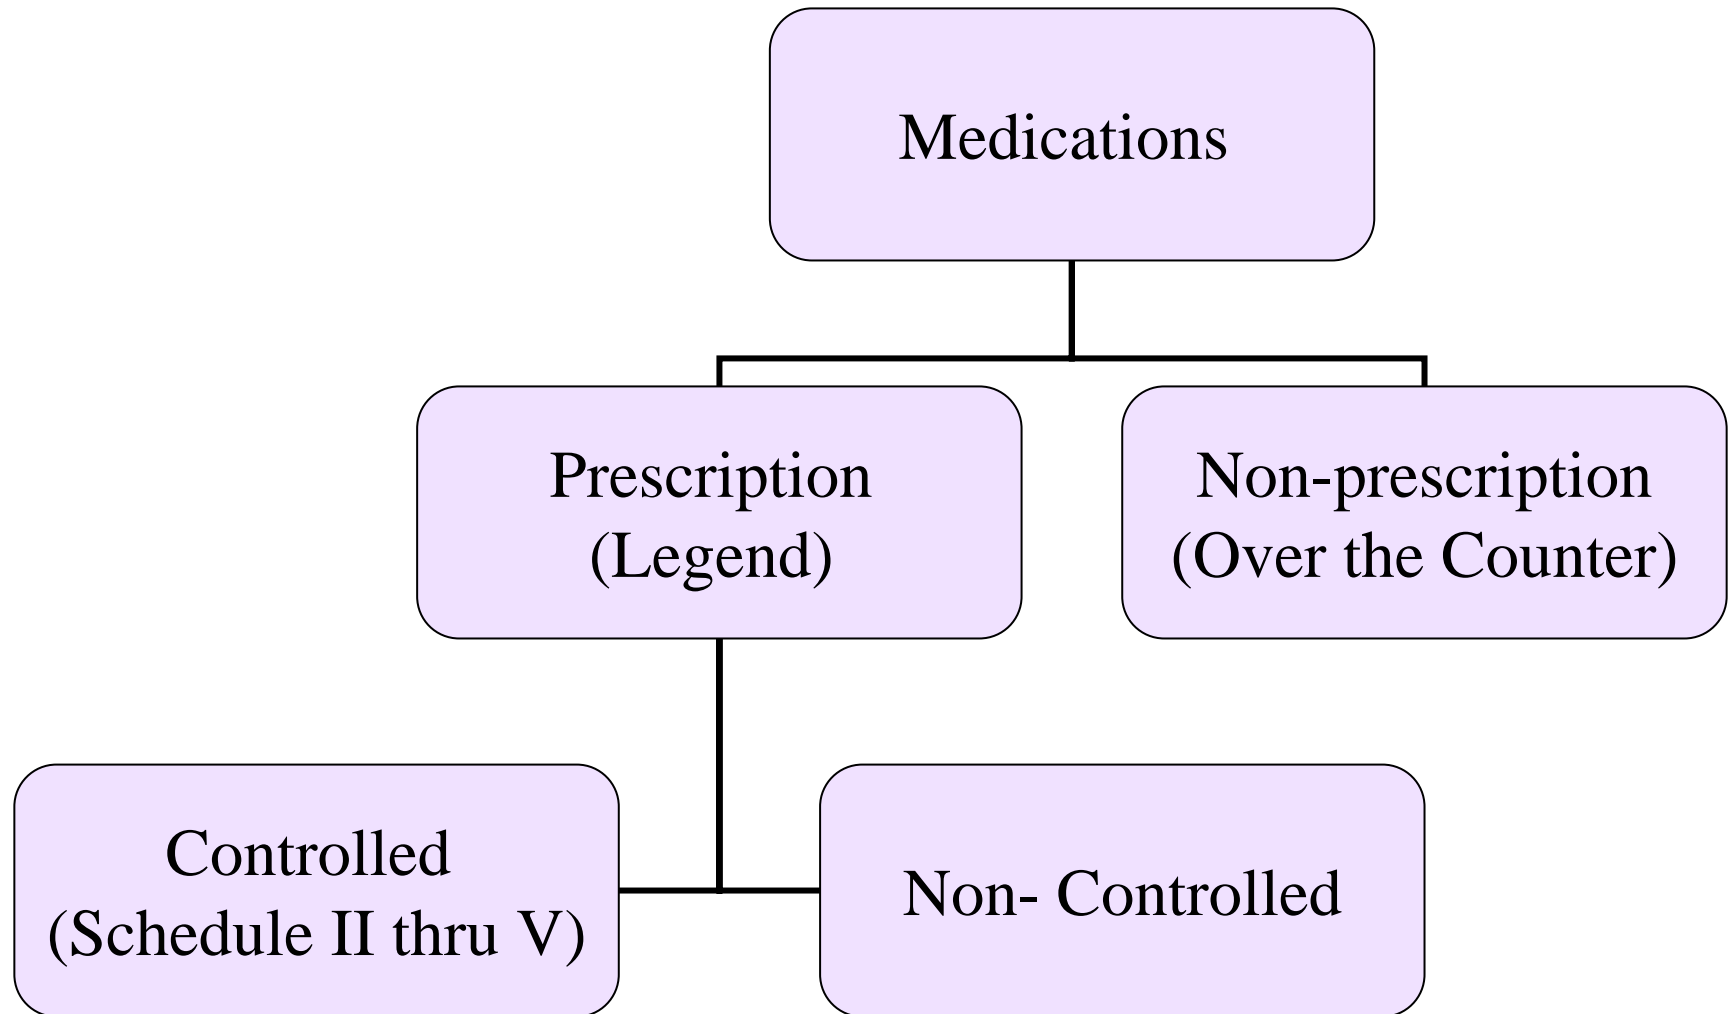 Medications
Prescription
(Legend)
Non-prescription
(Over the Counter)
Controlled
(Schedule II thru V)
Non- Controlled